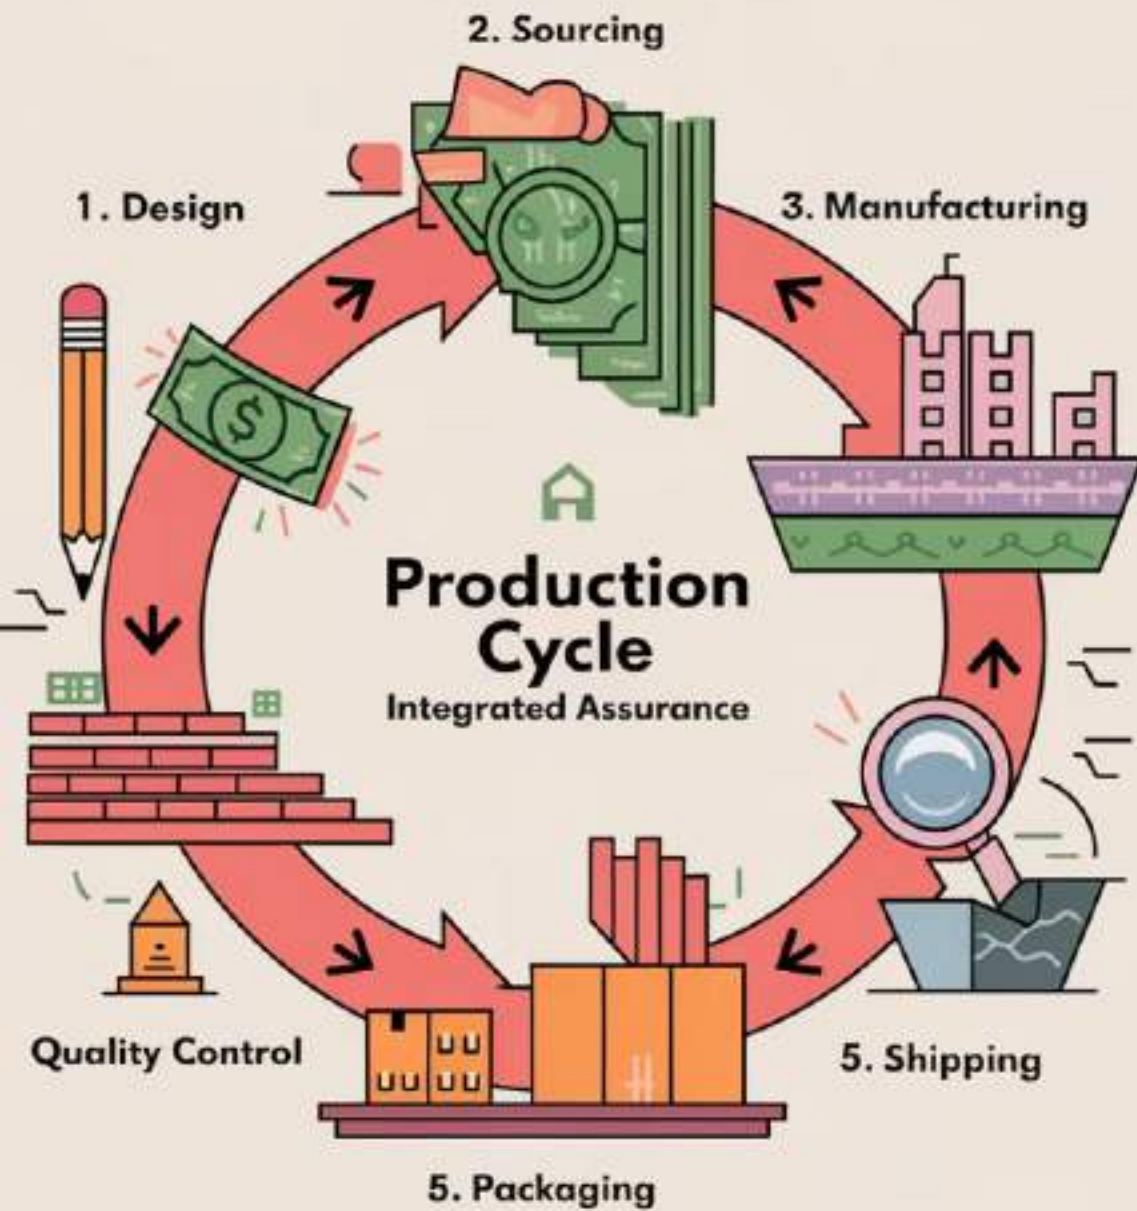 2. Sourcing
1. Design
3. Manufacturing
$
Production
Cycle
Integrated Assurance
Quality Control
5. Shipping
5. Packaging